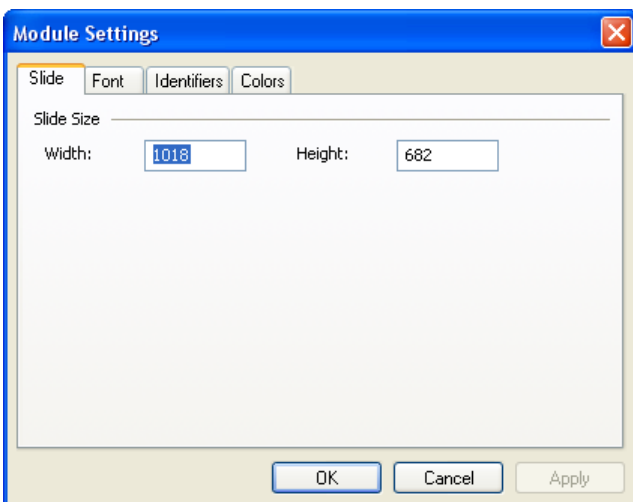 Module Settings
Slide Font Identifiers Colors
Slide Size
Width: 1018 Height: 682
OK Cancel Apply